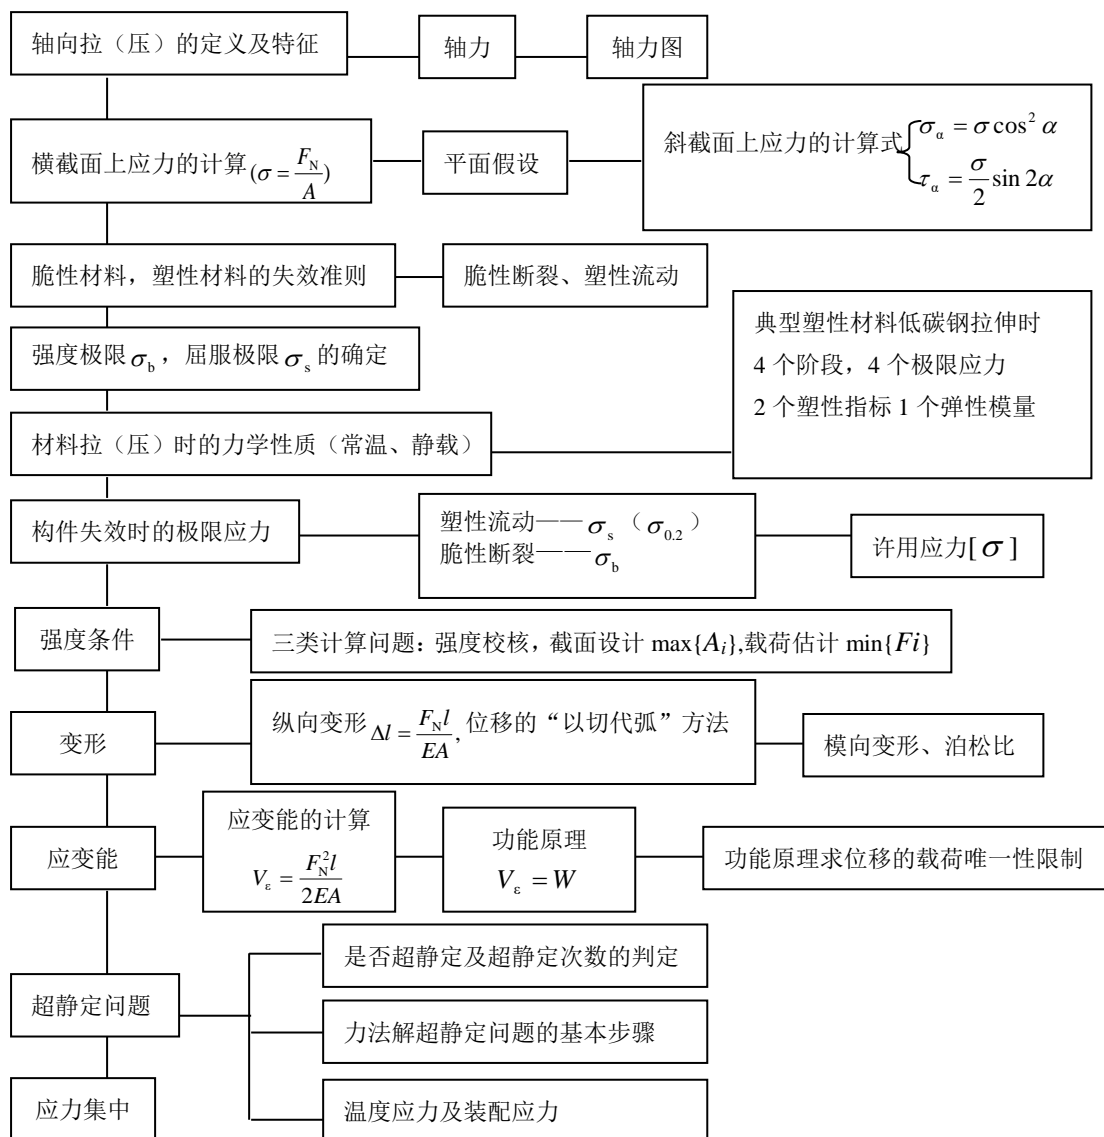 轴向拉（压）的定义及特征
轴力
轴力图
横截面上应力的计算(σ = F_N/A)
平面假设
斜截面上应力的计算式{σ_α = σ cos² α
τ_α = σ/2 sin 2α
脆性材料，塑性材料的失效准则
脆性断裂、塑性流动
强度极限 σ_b ，屈服极限 σ_s 的确定
典型塑性材料低碳钢拉伸时
4 个阶段，4 个极限应力
2 个塑性指标 1 个弹性模量
材料拉（压）时的力学性质（常温、静载）
构件失效时的极限应力
塑性流动——σ_s（σ_0.2）
脆性断裂——σ_b
许用应力[σ]
强度条件
三类计算问题：强度校核，截面设计 max{A_i},载荷估计 min{Fi}
变形
纵向变形 Δl = F_N l/EA, 位移的“以切代弧”方法
模向变形、泊松比
应变能
应变能的计算
V_ε = F_N² l/2EA
功能原理
V_ε = W
功能原理求位移的载荷唯一性限制
超静定问题
是否超静定及超静定次数的判定
力法解超静定问题的基本步骤
温度应力及装配应力
应力集中